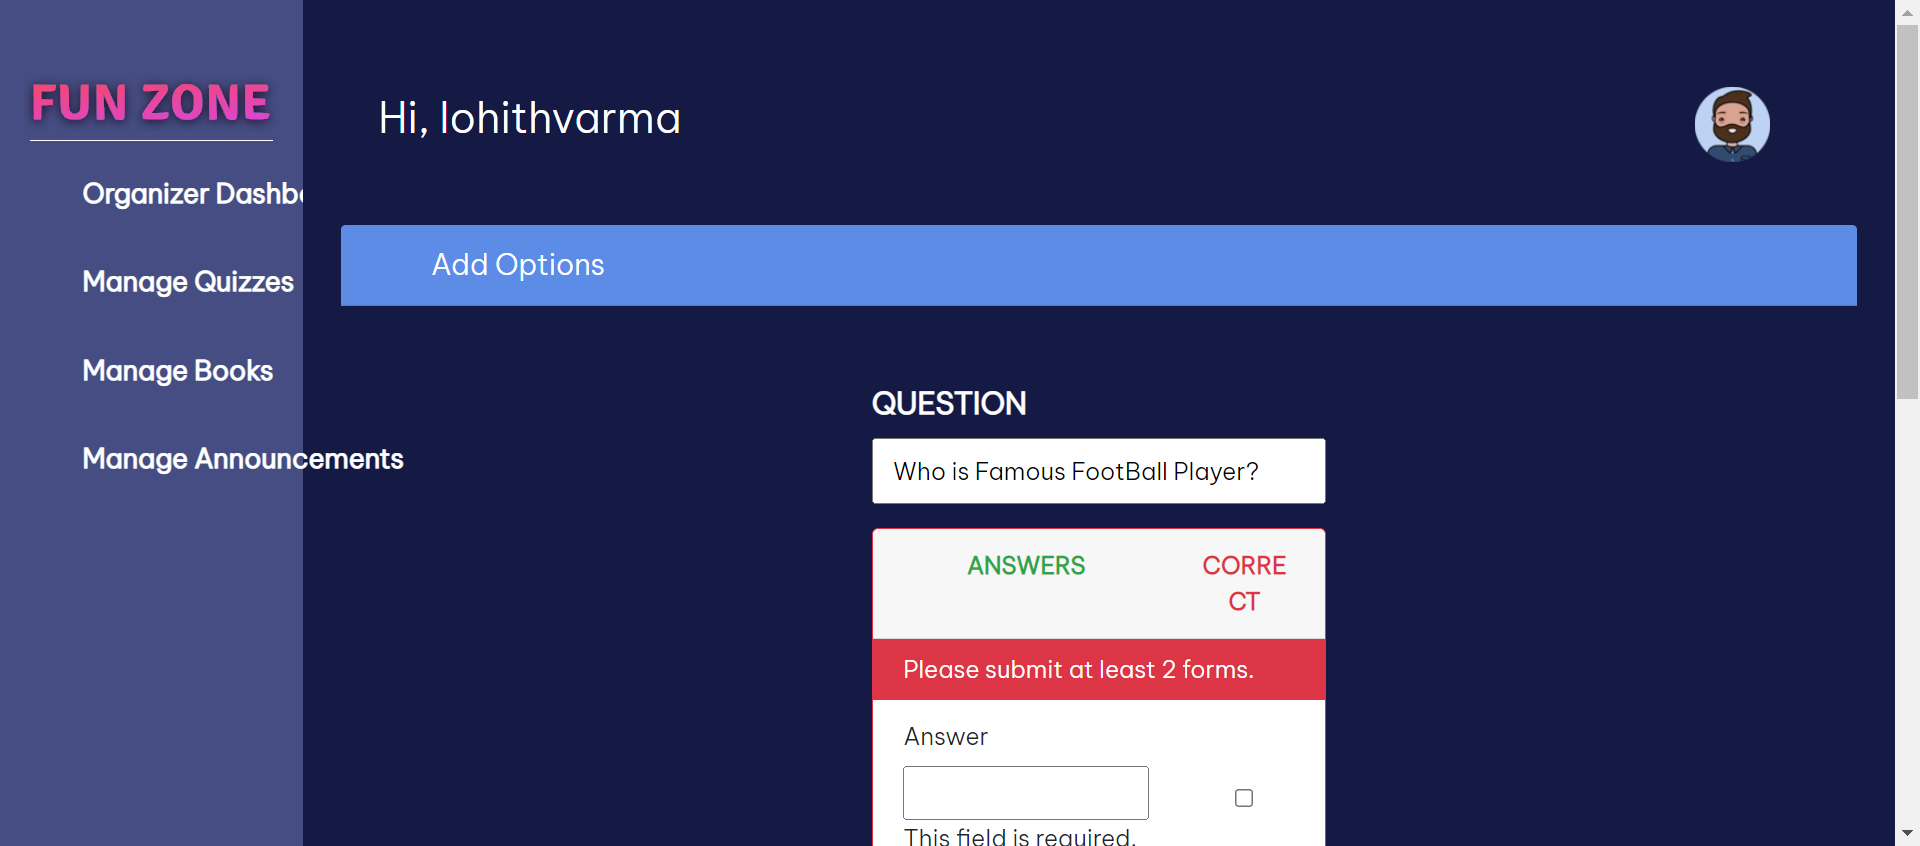 FUN ZONE
Organizer Dashbo
Manage Quizzes
Manage Books
Manage Announcements
Hi, lohithvarma
Add Options
QUESTION
Who is Famous FootBall Player?
ANSWERS
CORRE
CT
Please submit at least 2 forms.
Answer
This field is required.